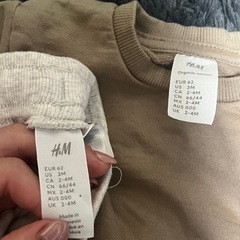 H&M
EUR 62
US 3M
CA 2-4M
CN 66/44
MX 2-4M
AUS 000
UK 2-4M
Made in
H&M
EUR 62
US 3M
CA 2-4M
CN 66/44
MX 2-4M
AUS 000
UK 2-4M